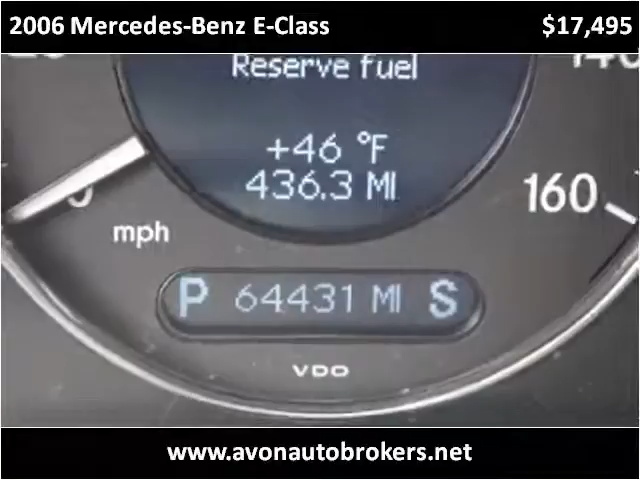 2006 Mercedes-Benz E-Class $17,495
Reserve fuel
+46 °F
436.3 MI
0 160
mph
P 64431 MI S
VDO
www.avonautobrokers.net